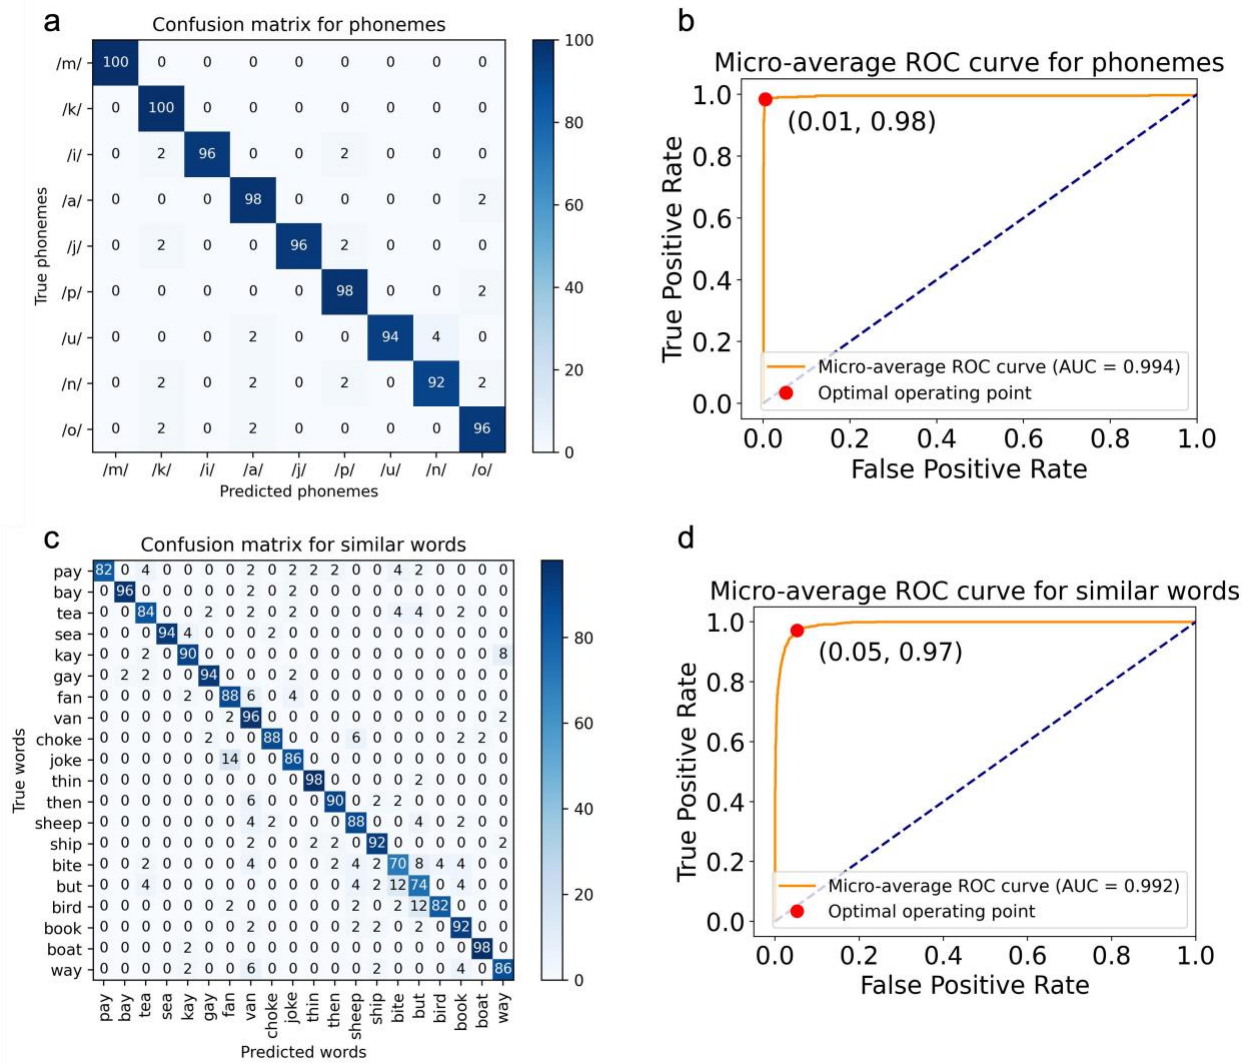 a
Confusion matrix for phonemes
/m/ 100 0 0 0 0 0 0 0 0
/k/ 0 100 0 0 0 0 0 0 0
/i/ 0 2 96 0 0 2 0 0 0
/a/ 0 0 0 98 0 0 0 0 2
/j/ 0 2 0 0 96 2 0 0 0
/p/ 0 0 0 0 0 98 0 0 2
/u/ 0 0 0 2 0 0 94 4 0
/n/ 0 2 0 2 0 2 0 92 2
/o/ 0 2 0 2 0 0 0 0 96
/m/ /k/ /i/ /a/ /j/ /p/ /u/ /n/ /o/
Predicted phonemes
True phonemes
100
80
60
40
20
0
b
Micro-average ROC curve for phonemes
1.0
0.8
0.6
0.4
0.2
0.0
(0.01, 0.98)
Micro-average ROC curve (AUC = 0.994)
Optimal operating point
0.0 0.2 0.4 0.6 0.8 1.0
False Positive Rate
True Positive Rate
c
Confusion matrix for similar words
pay 82 0 4 0 0 0 0 2 0 2 2 2 0 0 4 2 0 0 0 0
bay 0 96 0 0 0 0 0 2 0 2 0 0 0 0 0 0 0 0 0 0
tea 0 0 84 0 0 2 0 2 0 2 0 0 0 0 4 4 0 2 0 0
sea 0 0 0 94 4 0 0 0 2 0 0 0 0 0 0 0 0 0 0 0
kay 0 0 2 0 90 0 0 0 0 0 0 0 0 0 0 0 0 0 0 8
gay 0 2 2 0 0 94 0 0 0 2 0 0 0 0 0 0 0 0 0 0
fan 0 0 0 0 2 0 88 6 0 4 0 0 0 0 0 0 0 0 0 0
van 0 0 0 0 0 0 2 96 0 0 0 0 0 0 0 0 0 0 0 2
choke 0 0 0 0 0 2 0 0 88 0 0 0 6 0 0 0 0 2 2 0
joke 0 0 0 0 0 0 14 0 0 86 0 0 0 0 0 0 0 0 0 0
thin 0 0 0 0 0 0 0 0 0 0 98 0 0 0 0 2 0 0 0 0
then 0 0 0 0 0 0 0 6 0 0 0 90 0 2 2 0 0 0 0 0
sheep 0 0 0 0 0 0 0 4 2 0 0 0 88 0 0 4 0 2 0 0
ship 0 0 0 0 0 0 0 2 0 0 2 2 0 92 0 0 0 0 0 2
bite 0 0 2 0 0 0 0 4 0 0 0 2 4 2 70 8 4 4 0 0
but 0 0 4 0 0 0 0 0 0 0 0 0 4 2 12 74 0 4 0 0
bird 0 0 0 0 0 0 2 0 0 0 0 0 2 0 2 12 82 0 0 0
book 0 0 0 0 0 0 0 2 0 0 0 0 2 2 0 2 0 92 0 0
boat 0 0 0 0 2 0 0 0 0 0 0 0 0 0 0 0 0 0 98 0
way 0 0 0 0 2 0 0 6 0 0 0 0 0 2 0 0 0 4 0 86
pay bay tea sea kay gay fan van choke joke thin then sheep ship bite but bird book boat way
Predicted words
True words
80
60
40
20
0
d
Micro-average ROC curve for similar words
1.0
0.8
0.6
0.4
0.2
0.0
(0.05, 0.97)
Micro-average ROC curve (AUC = 0.992)
Optimal operating point
0.0 0.2 0.4 0.6 0.8 1.0
False Positive Rate
True Positive Rate